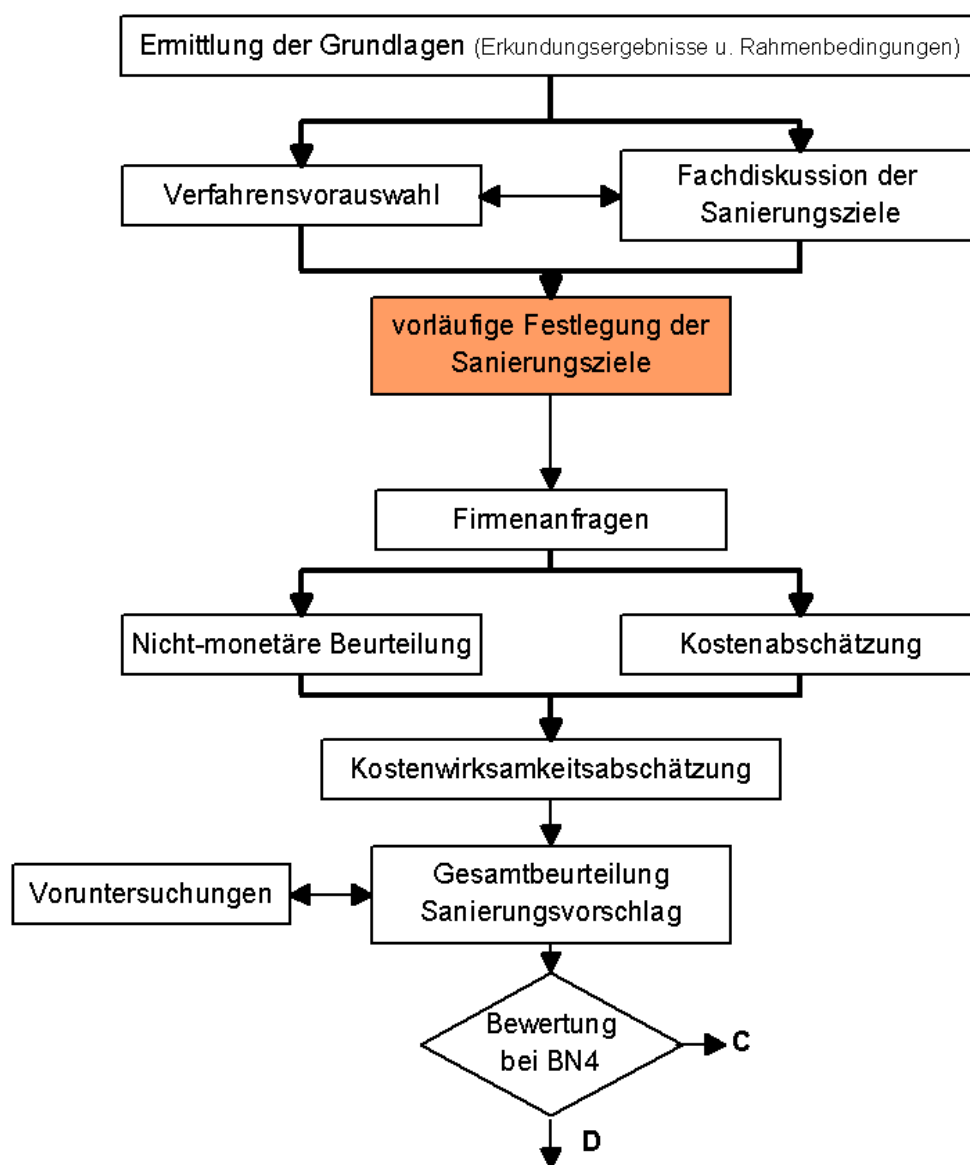 Ermittlung der Grundlagen (Erkundungsergebnisse u. Rahmenbedingungen)
Verfahrensvorauswahl
Fachdiskussion der
Sanierungsziele
vorläufige Festlegung der
Sanierungsziele
Firmenanfragen
Nicht-monetäre Beurteilung
Kostenabschätzung
Kostenwirksamkeitsabschätzung
Voruntersuchungen
Gesamtbeurteilung
Sanierungsvorschlag
Bewertung
bei BN4
C
D